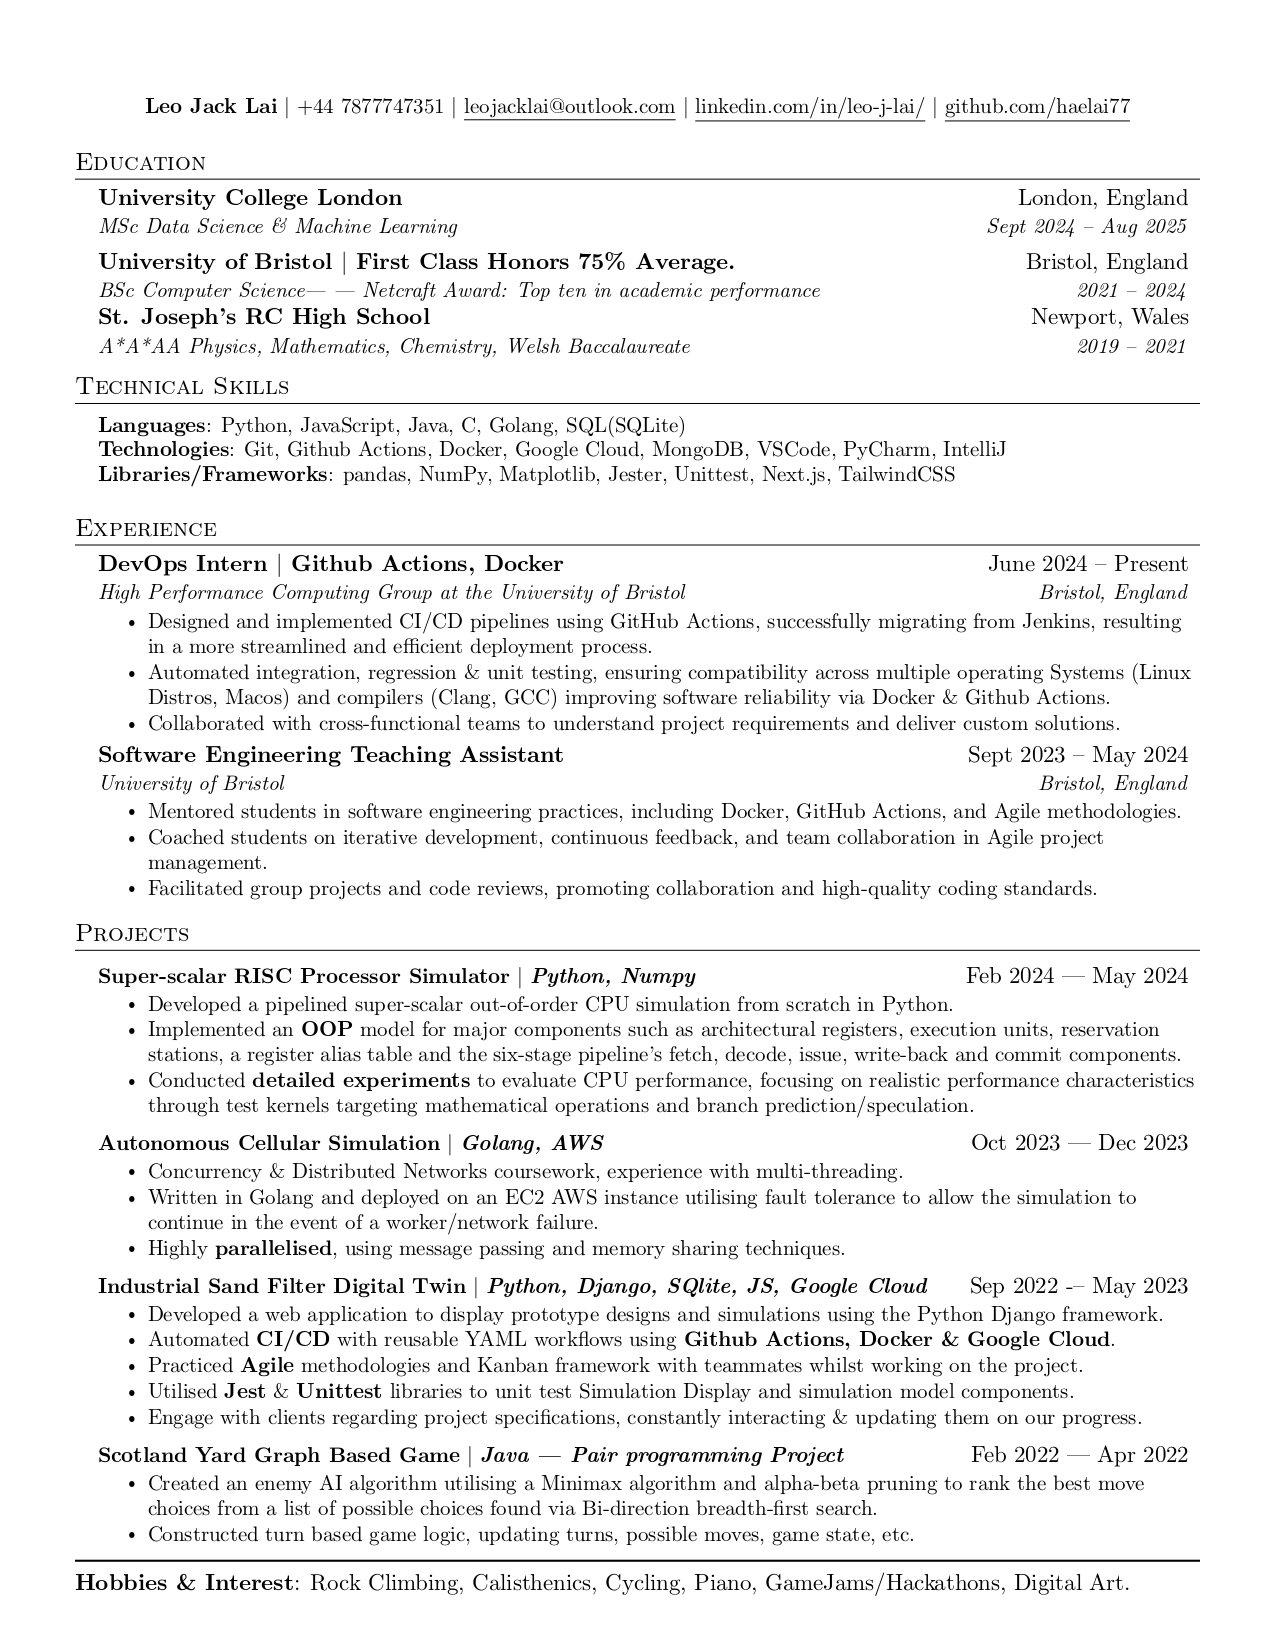 Leo Jack Lai | +44 7877747351 | leojacklai@outlook.com | linkedin.com/in/leo-j-lai/ | github.com/haelai77
Education
University College London London, England
MSc Data Science & Machine Learning Sept 2024 – Aug 2025
University of Bristol | First Class Honors 75% Average. Bristol, England
BSc Computer Science— — Netcraft Award: Top ten in academic performance 2021 – 2024
St. Joseph's RC High School Newport, Wales
A*A*AA Physics, Mathematics, Chemistry, Welsh Baccalaureate 2019 – 2021
Technical Skills
Languages: Python, JavaScript, Java, C, Golang, SQL(SQLite)
Technologies: Git, Github Actions, Docker, Google Cloud, MongoDB, VSCode, PyCharm, IntelliJ
Libraries/Frameworks: pandas, NumPy, Matplotlib, Jester, Unittest, Next.js, TailwindCSS
Experience
DevOps Intern | Github Actions, Docker June 2024 – Present
High Performance Computing Group at the University of Bristol Bristol, England
• Designed and implemented CI/CD pipelines using GitHub Actions, successfully migrating from Jenkins, resulting
in a more streamlined and efficient deployment process.
• Automated integration, regression & unit testing, ensuring compatibility across multiple operating Systems (Linux
Distros, Macos) and compilers (Clang, GCC) improving software reliability via Docker & Github Actions.
• Collaborated with cross-functional teams to understand project requirements and deliver custom solutions.
Software Engineering Teaching Assistant Sept 2023 – May 2024
University of Bristol Bristol, England
• Mentored students in software engineering practices, including Docker, GitHub Actions, and Agile methodologies.
• Coached students on iterative development, continuous feedback, and team collaboration in Agile project
management.
• Facilitated group projects and code reviews, promoting collaboration and high-quality coding standards.
Projects
Super-scalar RISC Processor Simulator | Python, Numpy Feb 2024 — May 2024
• Developed a pipelined super-scalar out-of-order CPU simulation from scratch in Python.
• Implemented an OOP model for major components such as architectural registers, execution units, reservation
stations, a register alias table and the six-stage pipeline's fetch, decode, issue, write-back and commit components.
• Conducted detailed experiments to evaluate CPU performance, focusing on realistic performance characteristics
through test kernels targeting mathematical operations and branch prediction/speculation.
Autonomous Cellular Simulation | Golang, AWS Oct 2023 — Dec 2023
• Concurrency & Distributed Networks coursework, experience with multi-threading.
• Written in Golang and deployed on an EC2 AWS instance utilising fault tolerance to allow the simulation to
continue in the event of a worker/network failure.
• Highly parallelised, using message passing and memory sharing techniques.
Industrial Sand Filter Digital Twin | Python, Django, SQlite, JS, Google Cloud Sep 2022 -– May 2023
• Developed a web application to display prototype designs and simulations using the Python Django framework.
• Automated CI/CD with reusable YAML workflows using Github Actions, Docker & Google Cloud.
• Practiced Agile methodologies and Kanban framework with teammates whilst working on the project.
• Utilised Jest & Unittest libraries to unit test Simulation Display and simulation model components.
• Engage with clients regarding project specifications, constantly interacting & updating them on our progress.
Scotland Yard Graph Based Game | Java — Pair programming Project Feb 2022 — Apr 2022
• Created an enemy AI algorithm utilising a Minimax algorithm and alpha-beta pruning to rank the best move
choices from a list of possible choices found via Bi-direction breadth-first search.
• Constructed turn based game logic, updating turns, possible moves, game state, etc.
Hobbies & Interest: Rock Climbing, Calisthenics, Cycling, Piano, GameJams/Hackathons, Digital Art.